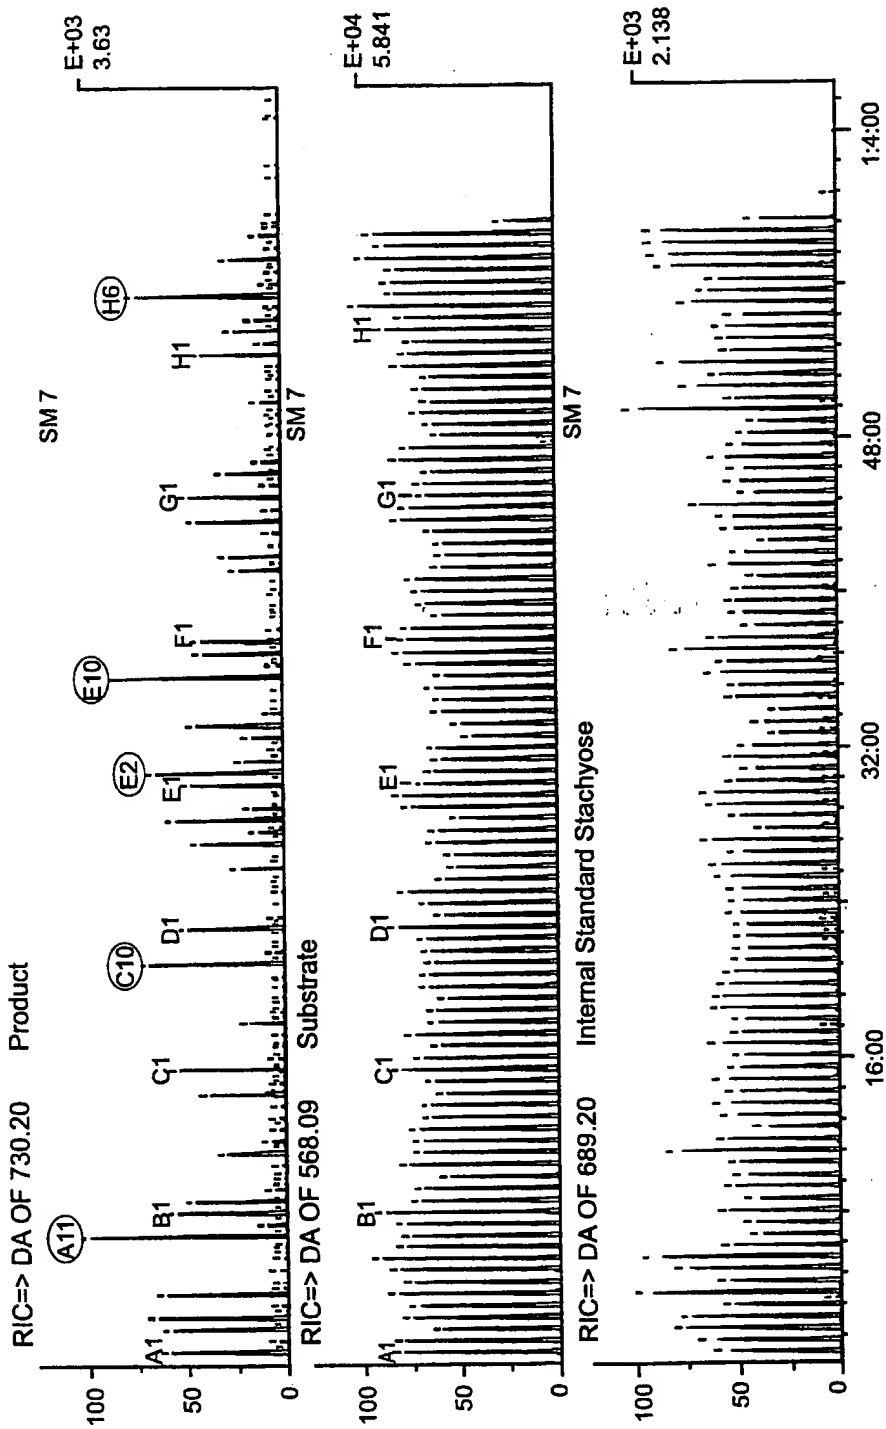 RIC=> DA OF 730.20 Product
SM 7
E+03
3.63
100
50
0
A1
A11
B1
C1
C10
D1
E1
E2
E10
F1
G1
H1
H6
RIC=> DA OF 568.09 Substrate
SM 7
E+04
5.841
100
50
0
A1
B1
C1
D1
E1
F1
G1
H1
RIC=> DA OF 689.20 Internal Standard Stachyose
SM 7
E+03
2.138
100
50
0
16:00
32:00
48:00
1:4:00